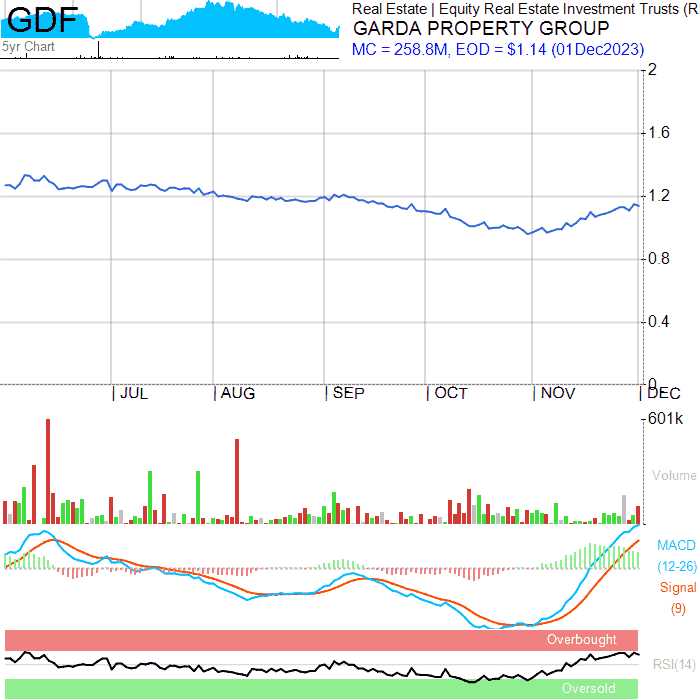 GDF
5yr Chart
Real Estate | Equity Real Estate Investment Trusts (R
GARDA PROPERTY GROUP
MC = 258.8M, EOD = $1.14 (01Dec2023)
2
1.6
1.2
0.8
0.4
0
| JUL | AUG | SEP | OCT | NOV | DEC
601k
Volume
MACD
(12-26)
Signal
(9)
Overbought
RSI(14)
Oversold